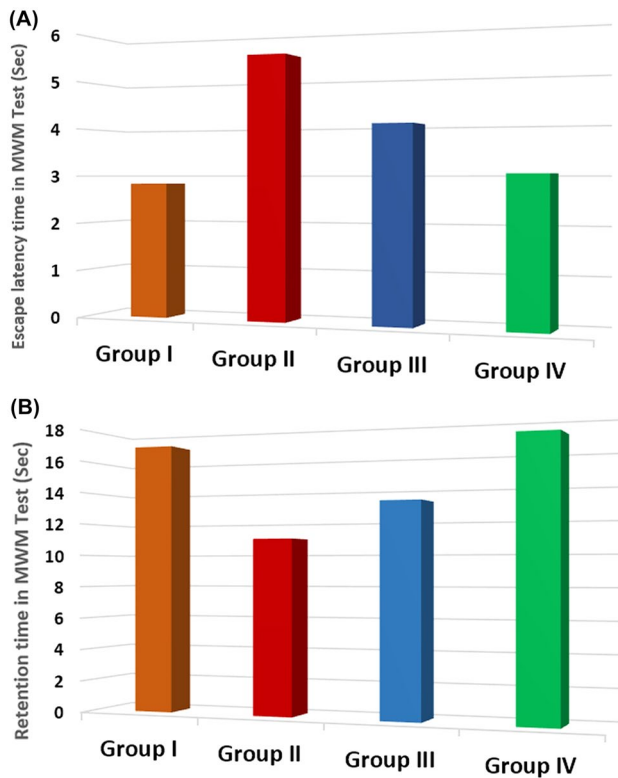 (A)
Escape latency time in MWM Test (Sec)
6
5
4
3
2
1
0
Group I
Group II
Group III
Group IV
(B)
Retention time in MWM Test (Sec)
18
16
14
12
10
8
6
4
2
0
Group I
Group II
Group III
Group IV